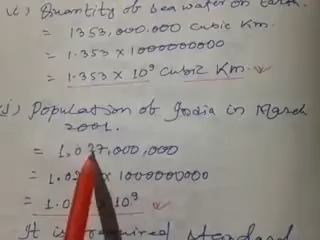 Quantity of sea water on Earth.
= 1353,000,000 cubic Km.
= 1.353 × 1000000000
= 1.353 × 10⁹ cubic Km.
j) Population of India in March
2001.
= 1.027,000,000
= 1.02 × 1000000000
= 1.0 × 10⁹
It is required standard